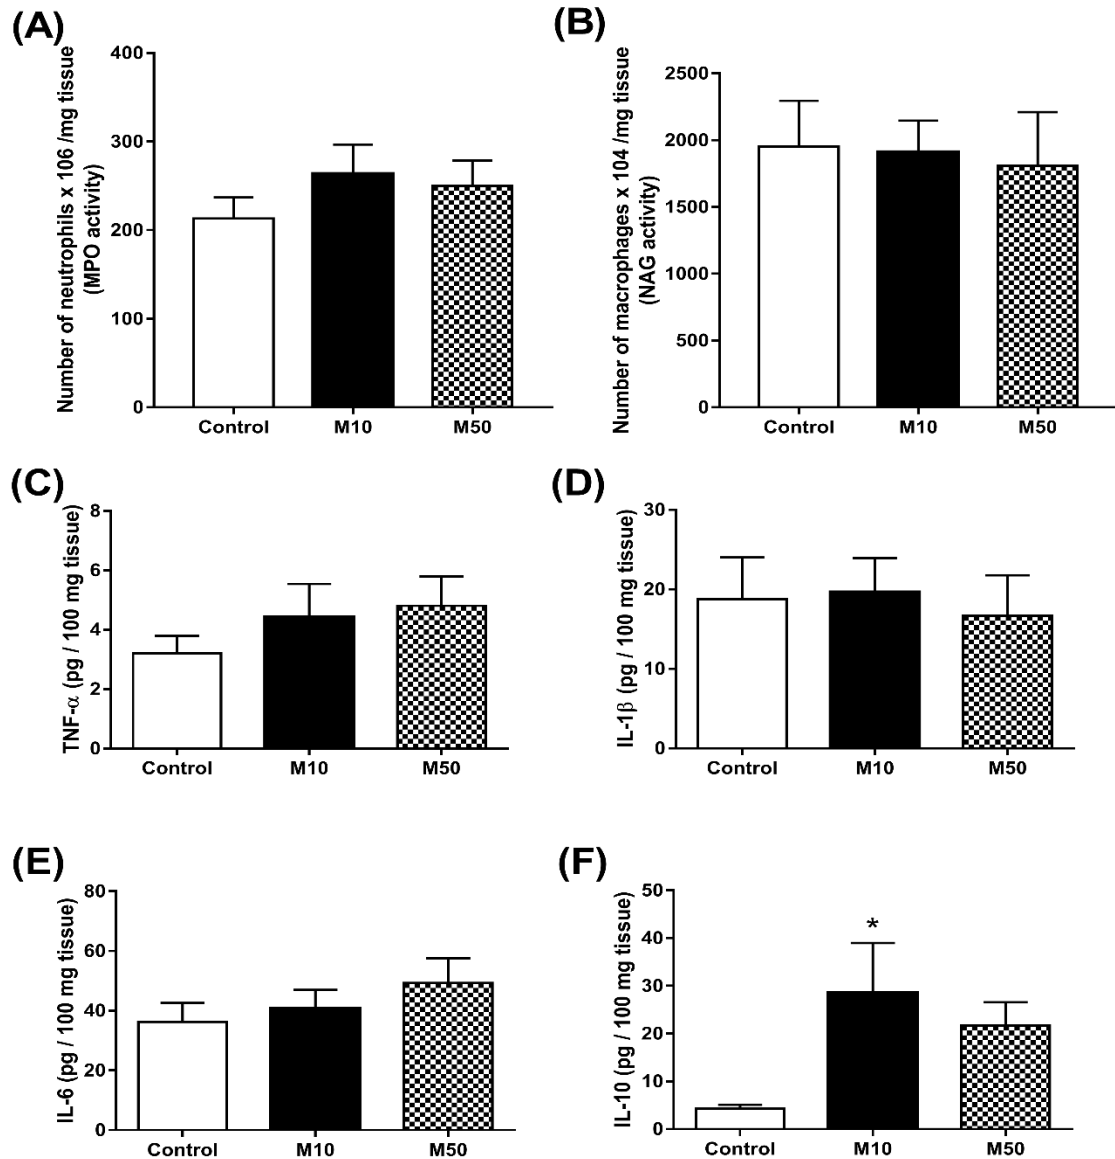 (A)
Number of neutrophils x 106 /mg tissue
(MPO activity)
400
300
200
100
0
Control M10 M50
(B)
Number of macrophages x 104 /mg tissue
(NAG activity)
2500
2000
1500
1000
500
0
Control M10 M50
(C)
TNF-α (pg / 100 mg tissue)
8
6
4
2
0
Control M10 M50
(D)
IL-1β (pg / 100 mg tissue)
30
20
10
0
Control M10 M50
(E)
IL-6 (pg / 100 mg tissue)
80
60
40
20
0
Control M10 M50
(F)
IL-10 (pg / 100 mg tissue)
50
40
30
20
10
0
*
Control M10 M50